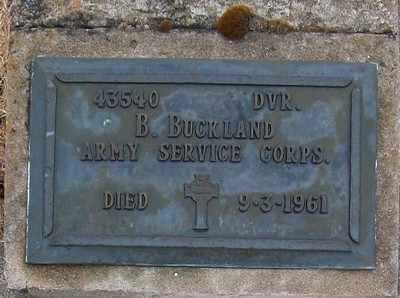 43540 DVR.
B. BUCKLAND
ARMY SERVICE CORPS.
DIED 9-3-1961